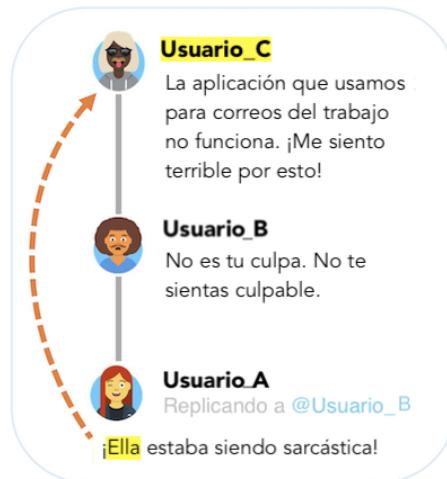 Usuario_C
La aplicación que usamos
para correos del trabajo
no funciona. ¡Me siento
terrible por esto!
Usuario_B
No es tu culpa. No te
sientas culpable.
Usuario_A
Replicando a @Usuario_B
¡Ella estaba siendo sarcástica!